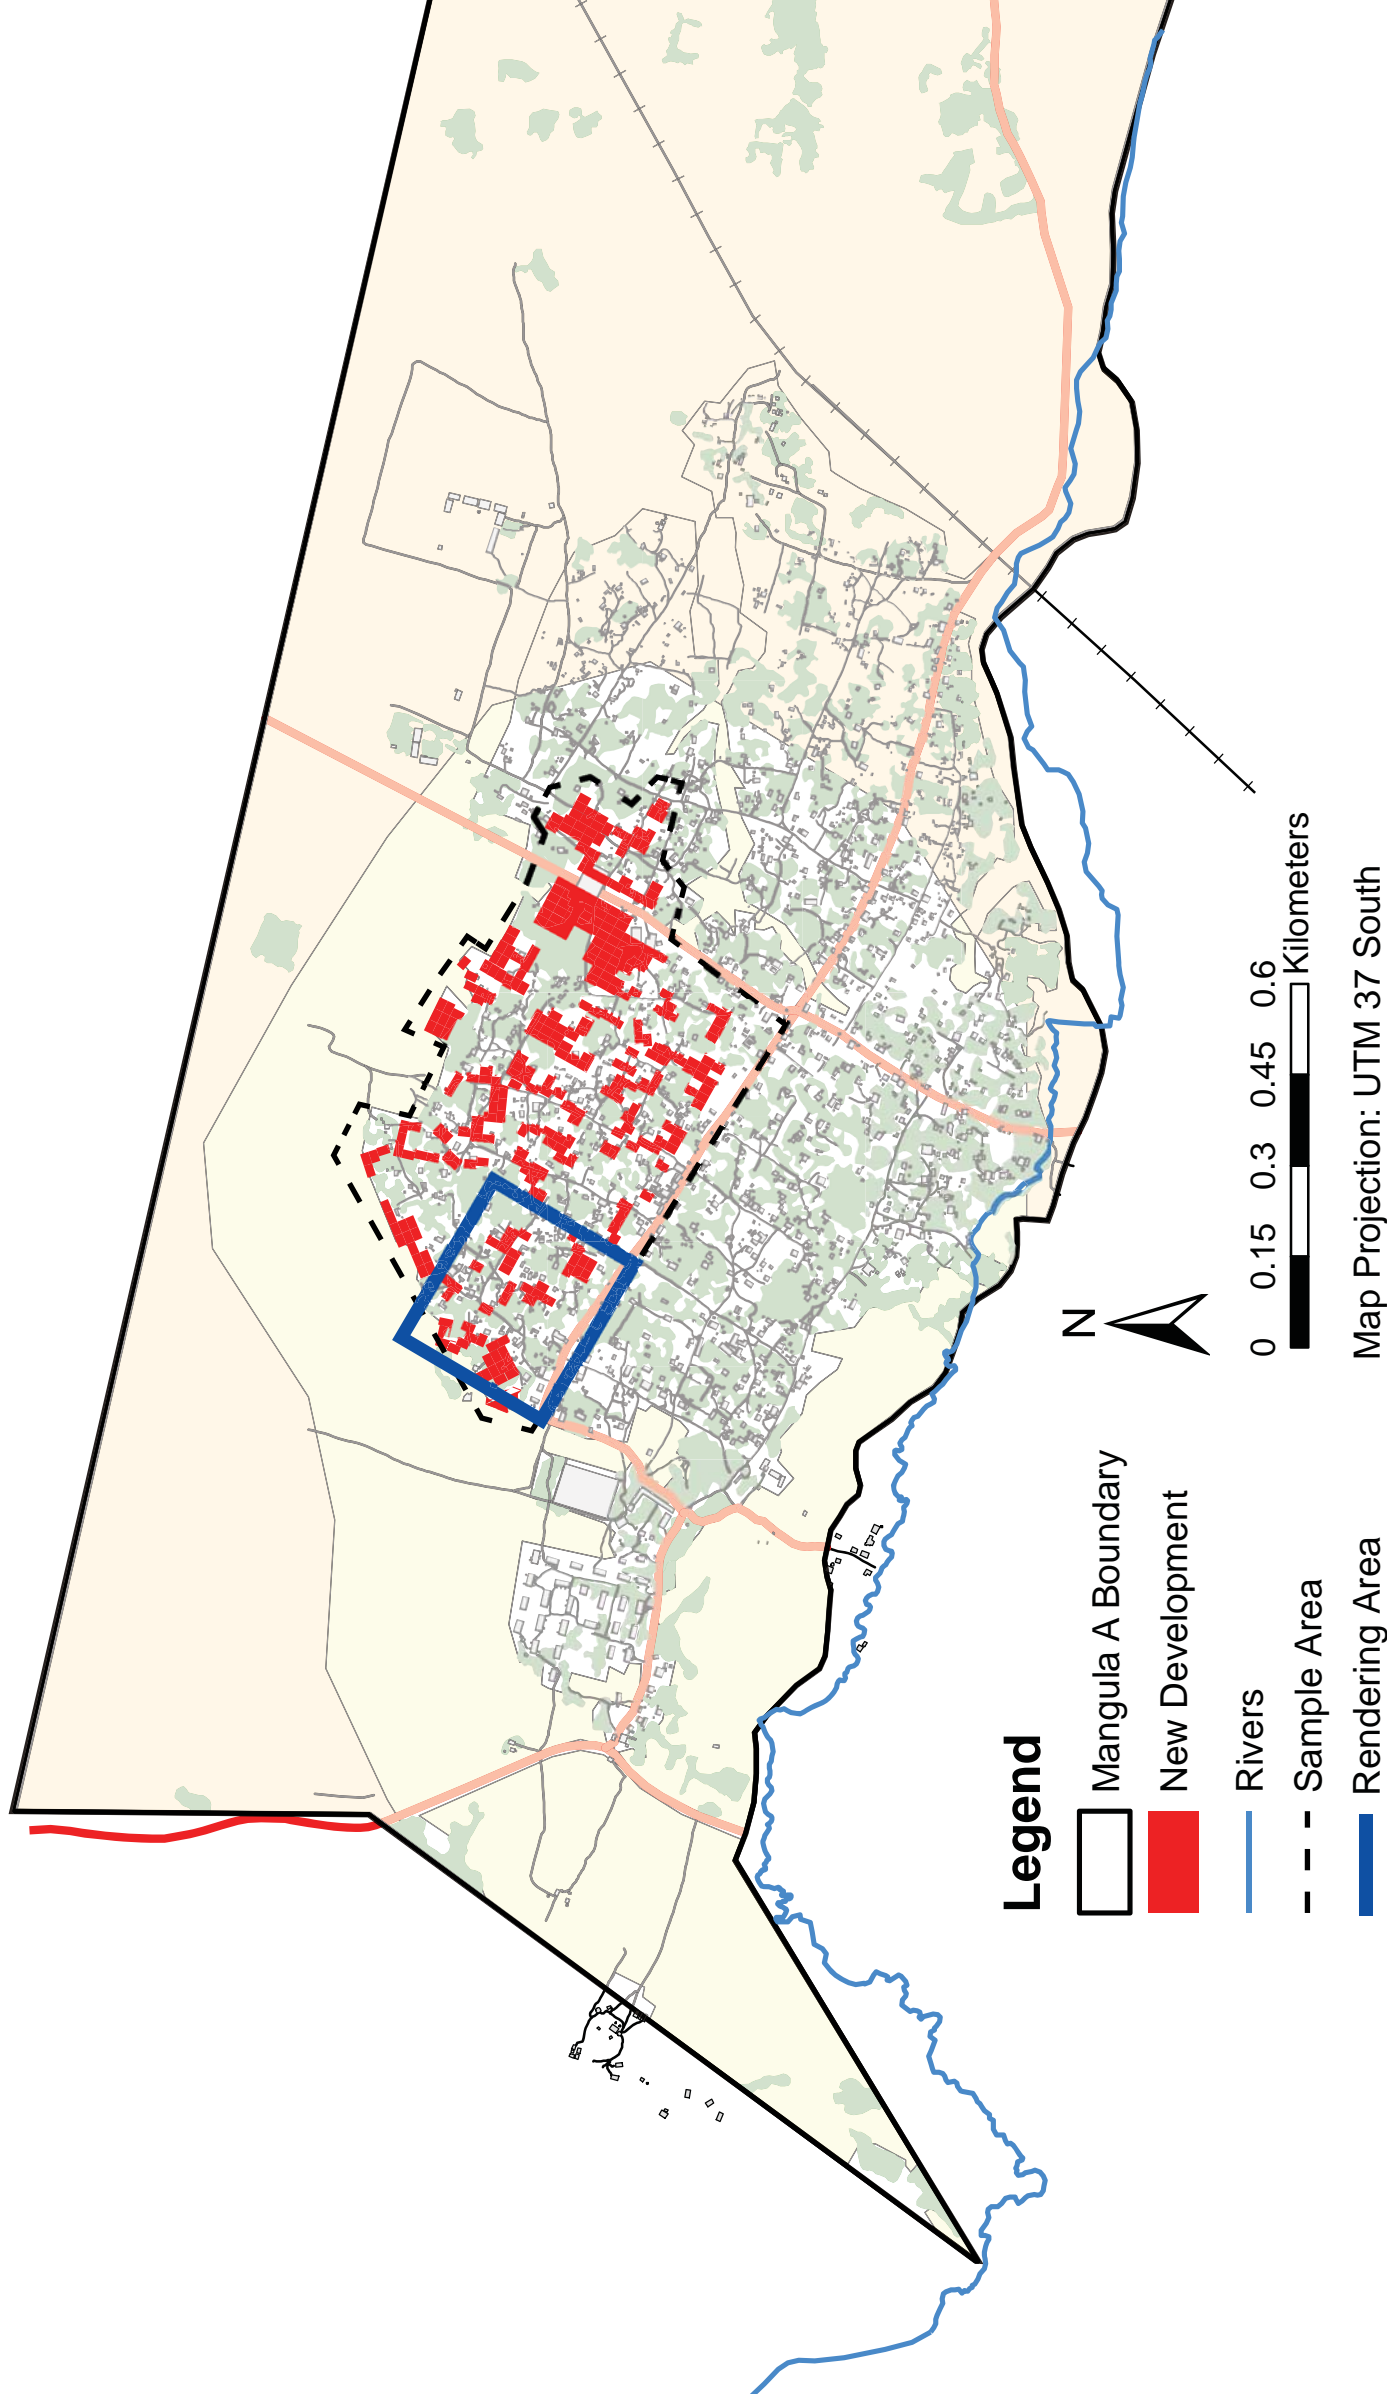 Legend
Mangula A Boundary
New Development
Rivers
Sample Area
Rendering Area
N
0 0.15 0.3 0.45 0.6
Kilometers
Map Projection: UTM 37 South